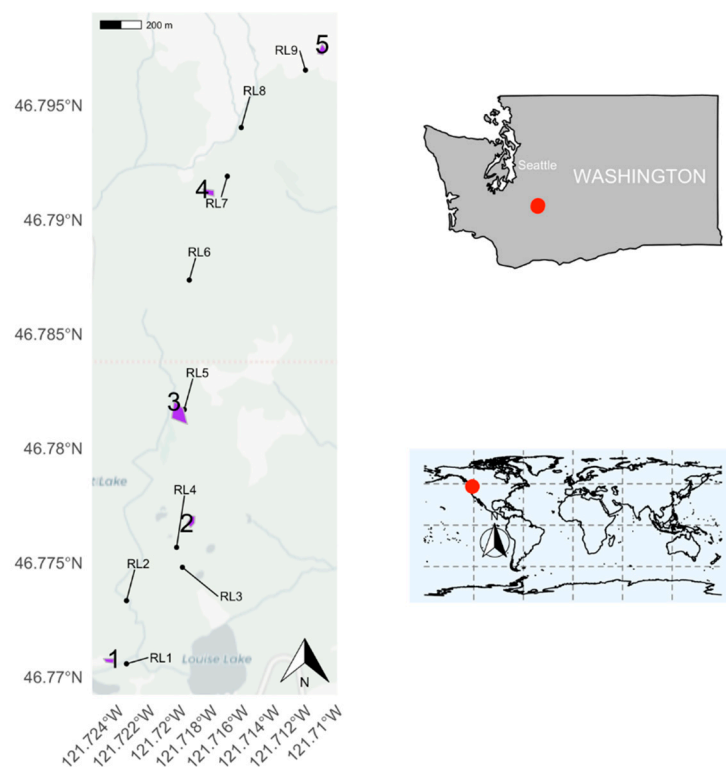 200 m
5
RL9
46.795°N
RL8
4
RL7
46.79°N
RL6
46.785°N
RL5
3
46.78°N
t Lake
RL4
2
46.775°N
RL2
RL3
1
RL1
Louise Lake
46.77°N
N
121.724°W
121.722°W
121.72°W
121.718°W
121.716°W
121.714°W
121.712°W
121.71°W
Seattle
WASHINGTON
N